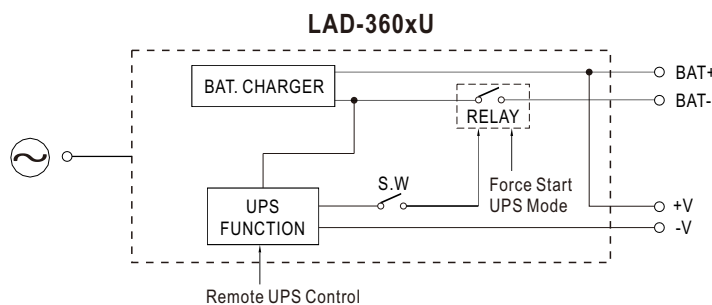 LAD-360xU
BAT. CHARGER
BAT+
BAT-
RELAY
S.W
Force Start
UPS Mode
UPS
FUNCTION
+V
-V
Remote UPS Control